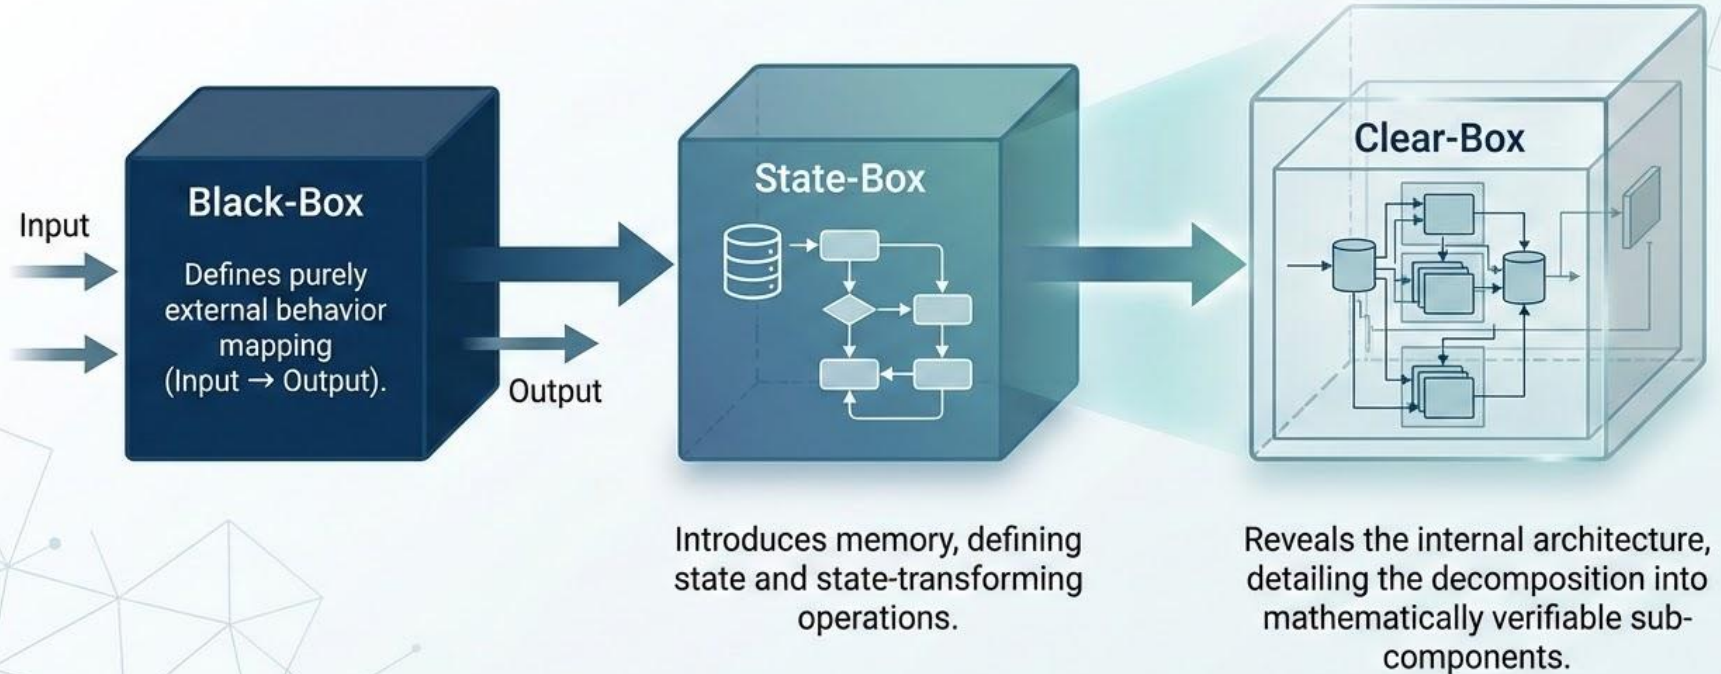 Input
Black-Box
Defines purely
external behavior
mapping
(Input → Output).
Output
State-Box
Introduces memory, defining
state and state-transforming
operations.
Clear-Box
Reveals the internal architecture,
detailing the decomposition into
mathematically verifiable sub-
components.